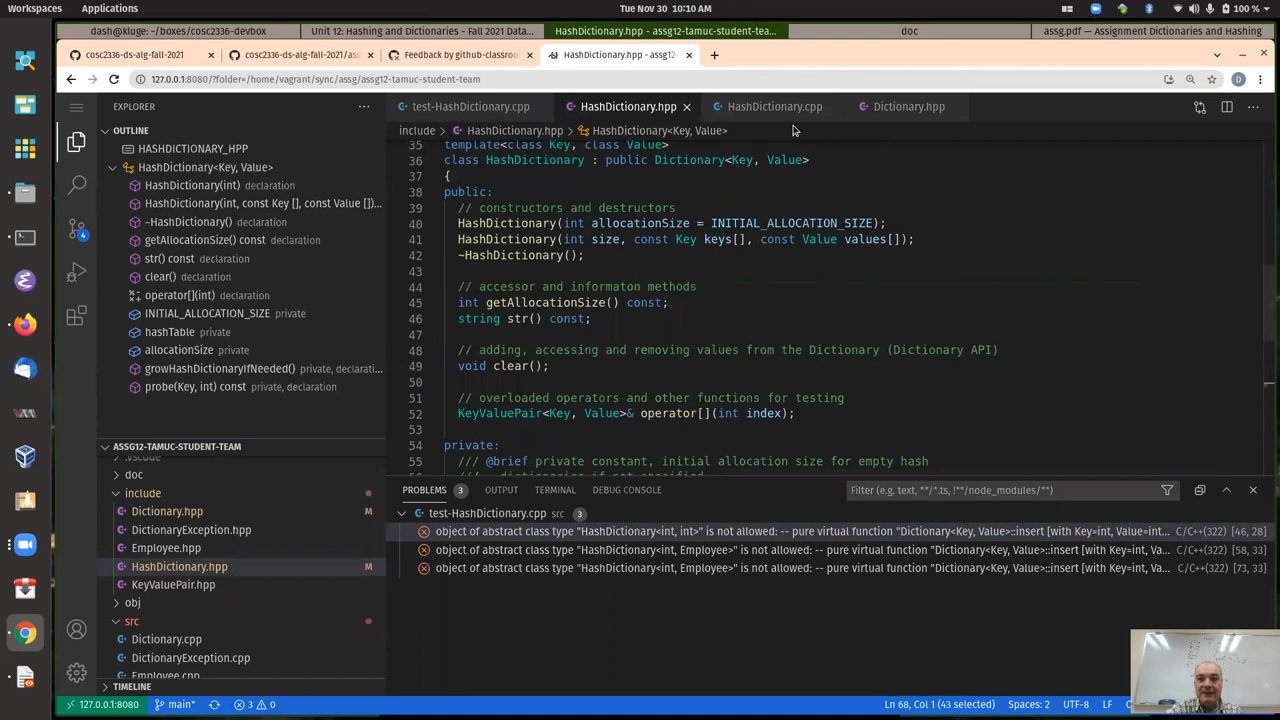 Workspaces Applications Tue Nov 30 10:10 AM 100 %
dash@kluge: ~/boxes/cosc2336-devbox Unit 12: Hashing and Dictionaries - Fall 2021 Data... HashDictionary.hpp - assg12-tamuc-student-tea... doc assg.pdf — Assignment Dictionaries and Hashing
cosc2336-ds-alg-fall-2021 cosc2336-ds-alg-fall-2021/as Feedback by github-classroo HashDictionary.hpp - assg12- D
127.0.0.1:8080/?folder=/home/vagrant/sync/assg/assg12-tamuc-student-team D
EXPLORER test-HashDictionary.cpp HashDictionary.hpp HashDictionary.cpp Dictionary.hpp
include > HashDictionary.hpp > HashDictionary<Key, Value>
OUTLINE
HASHDICTIONARY_HPP
HashDictionary<Key, Value>
HashDictionary(int) declaration
HashDictionary(int, const Key [], const Value [])...
~HashDictionary() declaration
getAllocationSize() const declaration
str() const declaration
clear() declaration
operator[](int) declaration
INITIAL_ALLOCATION_SIZE private
hashTable private
allocationSize private
growHashDictionaryIfNeeded() private, declarati...
probe(Key, int) const private, declaration
ASSG12-TAMUC-STUDENT-TEAM
.vscode
doc
include
Dictionary.hpp M
DictionaryException.hpp
Employee.hpp
HashDictionary.hpp M
KeyValuePair.hpp
obj
src
Dictionary.cpp
DictionaryException.cpp
Employee.cpp
TIMELINE
35 template<class Key, class Value>
36 class HashDictionary : public Dictionary<Key, Value>
37 {
38 public:
39 // constructors and destructors
40 HashDictionary(int allocationSize = INITIAL_ALLOCATION_SIZE);
41 HashDictionary(int size, const Key keys[], const Value values[]);
42 ~HashDictionary();
43
44 // accessor and informaton methods
45 int getAllocationSize() const;
46 string str() const;
47
48 // adding, accessing and removing values from the Dictionary (Dictionary API)
49 void clear();
50
51 // overloaded operators and other functions for testing
52 KeyValuePair<Key, Value>& operator[](int index);
53
54 private:
55 /// @brief private constant, initial allocation size for empty hash
PROBLEMS 3 OUTPUT TERMINAL DEBUG CONSOLE Filter (e.g. text, **/*.ts, !**/node_modules/**)
test-HashDictionary.cpp src 3
object of abstract class type "HashDictionary<int, int>" is not allowed: -- pure virtual function "Dictionary<Key, Value>::insert [with Key=int, Value=int... C/C++(322) [46, 28]
object of abstract class type "HashDictionary<int, Employee>" is not allowed: -- pure virtual function "Dictionary<Key, Value>::insert [with Key=int, Va... C/C++(322) [58, 33]
object of abstract class type "HashDictionary<int, Employee>" is not allowed: -- pure virtual function "Dictionary<Key, Value>::insert [with Key=int, Va... C/C++(322) [73, 33]
127.0.0.1:8080 main* 3 0 Ln 68, Col 1 (43 selected) Spaces: 2 UTF-8 LF